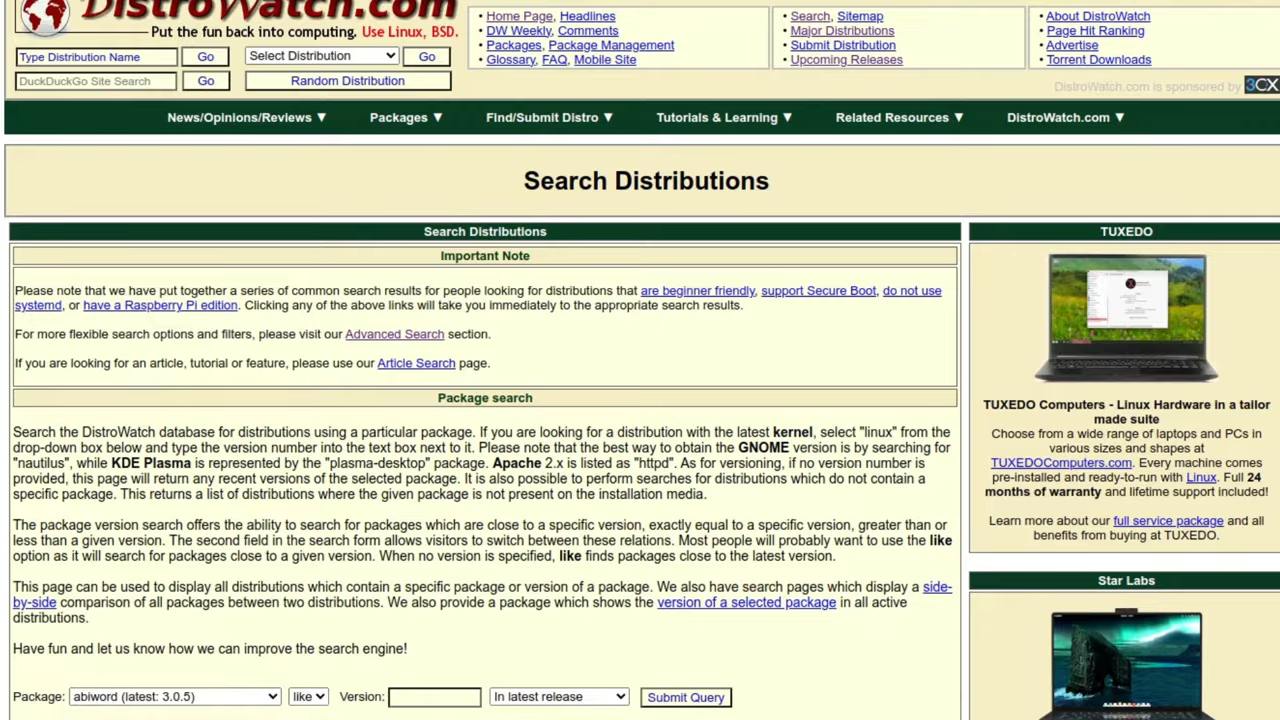 DistroWatch.com
Put the fun back into computing. Use Linux, BSD.
Type Distribution Name Go Select Distribution Go
DuckDuckGo Site Search Go Random Distribution
• Home Page, Headlines
• DW Weekly, Comments
• Packages, Package Management
• Glossary, FAQ, Mobile Site
• Search, Sitemap
• Major Distributions
• Submit Distribution
• Upcoming Releases
• About DistroWatch
• Page Hit Ranking
• Advertise
• Torrent Downloads
DistroWatch.com is sponsored by 3CX
News/Opinions/Reviews ▼ Packages ▼ Find/Submit Distro ▼ Tutorials & Learning ▼ Related Resources ▼ DistroWatch.com ▼
Search Distributions
Search Distributions
Important Note
Please note that we have put together a series of common search results for people looking for distributions that are beginner friendly, support Secure Boot, do not use
systemd, or have a Raspberry Pi edition. Clicking any of the above links will take you immediately to the appropriate search results.
For more flexible search options and filters, please visit our Advanced Search section.
If you are looking for an article, tutorial or feature, please use our Article Search page.
Package search
Search the DistroWatch database for distributions using a particular package. If you are looking for a distribution with the latest kernel, select "linux" from the
drop-down box below and type the version number into the text box next to it. Please note that the best way to obtain the GNOME version is by searching for
"nautilus", while KDE Plasma is represented by the "plasma-desktop" package. Apache 2.x is listed as "httpd". As for versioning, if no version number is
provided, this page will return any recent versions of the selected package. It is also possible to perform searches for distributions which do not contain a
specific package. This returns a list of distributions where the given package is not present on the installation media.
The package version search offers the ability to search for packages which are close to a specific version, exactly equal to a specific version, greater than or
less than a given version. The second field in the search form allows visitors to switch between these relations. Most people will probably want to use the like
option as it will search for packages close to a given version. When no version is specified, like finds packages close to the latest version.
This page can be used to display all distributions which contain a specific package or version of a package. We also have search pages which display a side-
by-side comparison of all packages between two distributions. We also provide a package which shows the version of a selected package in all active
distributions.
Have fun and let us know how we can improve the search engine!
Package: abiword (latest: 3.0.5) like Version: In latest release Submit Query
TUXEDO
TUXEDO Computers - Linux Hardware in a tailor
made suite
Choose from a wide range of laptops and PCs in
various sizes and shapes at
TUXEDOComputers.com. Every machine comes
pre-installed and ready-to-run with Linux. Full 24
months of warranty and lifetime support included!
Learn more about our full service package and all
benefits from buying at TUXEDO.
Star Labs